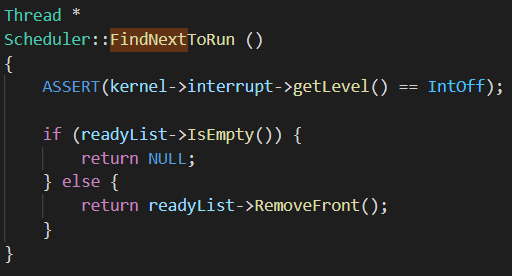 Thread *
Scheduler::FindNextToRun ()
{
    ASSERT(kernel->interrupt->getLevel() == IntOff);

    if (readyList->IsEmpty()) {
        return NULL;
    } else {
        return readyList->RemoveFront();
    }
}